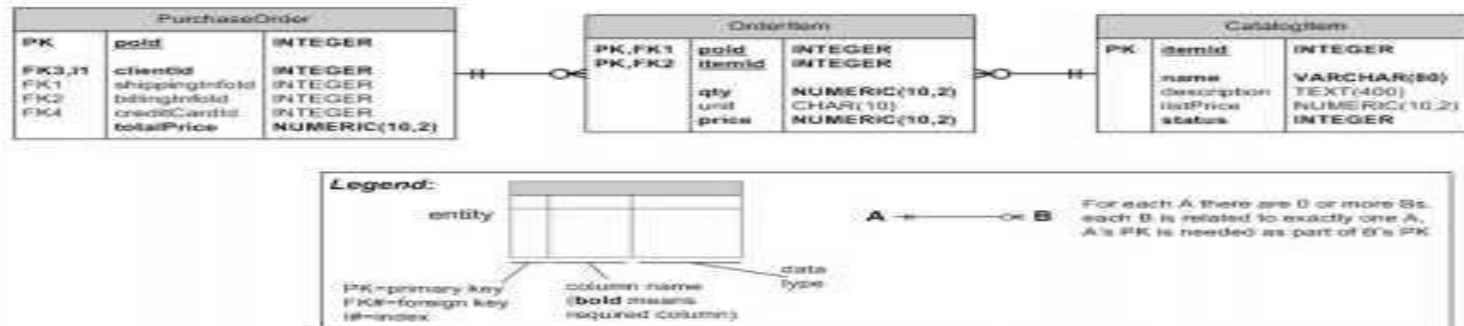 PurchaseOrder
PK poId INTEGER
FK3,I1 clientId INTEGER
FK1 shippingInfoId INTEGER
FK2 billingInfoId INTEGER
FK4 creditCardId INTEGER
totalPrice NUMERIC(10,2)
OrderItem
PK,FK1 poId INTEGER
PK,FK2 itemId INTEGER
qty NUMERIC(10,2)
unit CHAR(10)
price NUMERIC(10,2)
CatalogItem
PK itemId INTEGER
name VARCHAR(80)
description TEXT(400)
listPrice NUMERIC(10,2)
status INTEGER
Legend:
entity
PK=primary key
FK#=foreign key
I#=index
column name
(bold means
required column)
data
type
A B
For each A there are 0 or more Bs,
each B is related to exactly one A,
A's PK is needed as part of B's PK